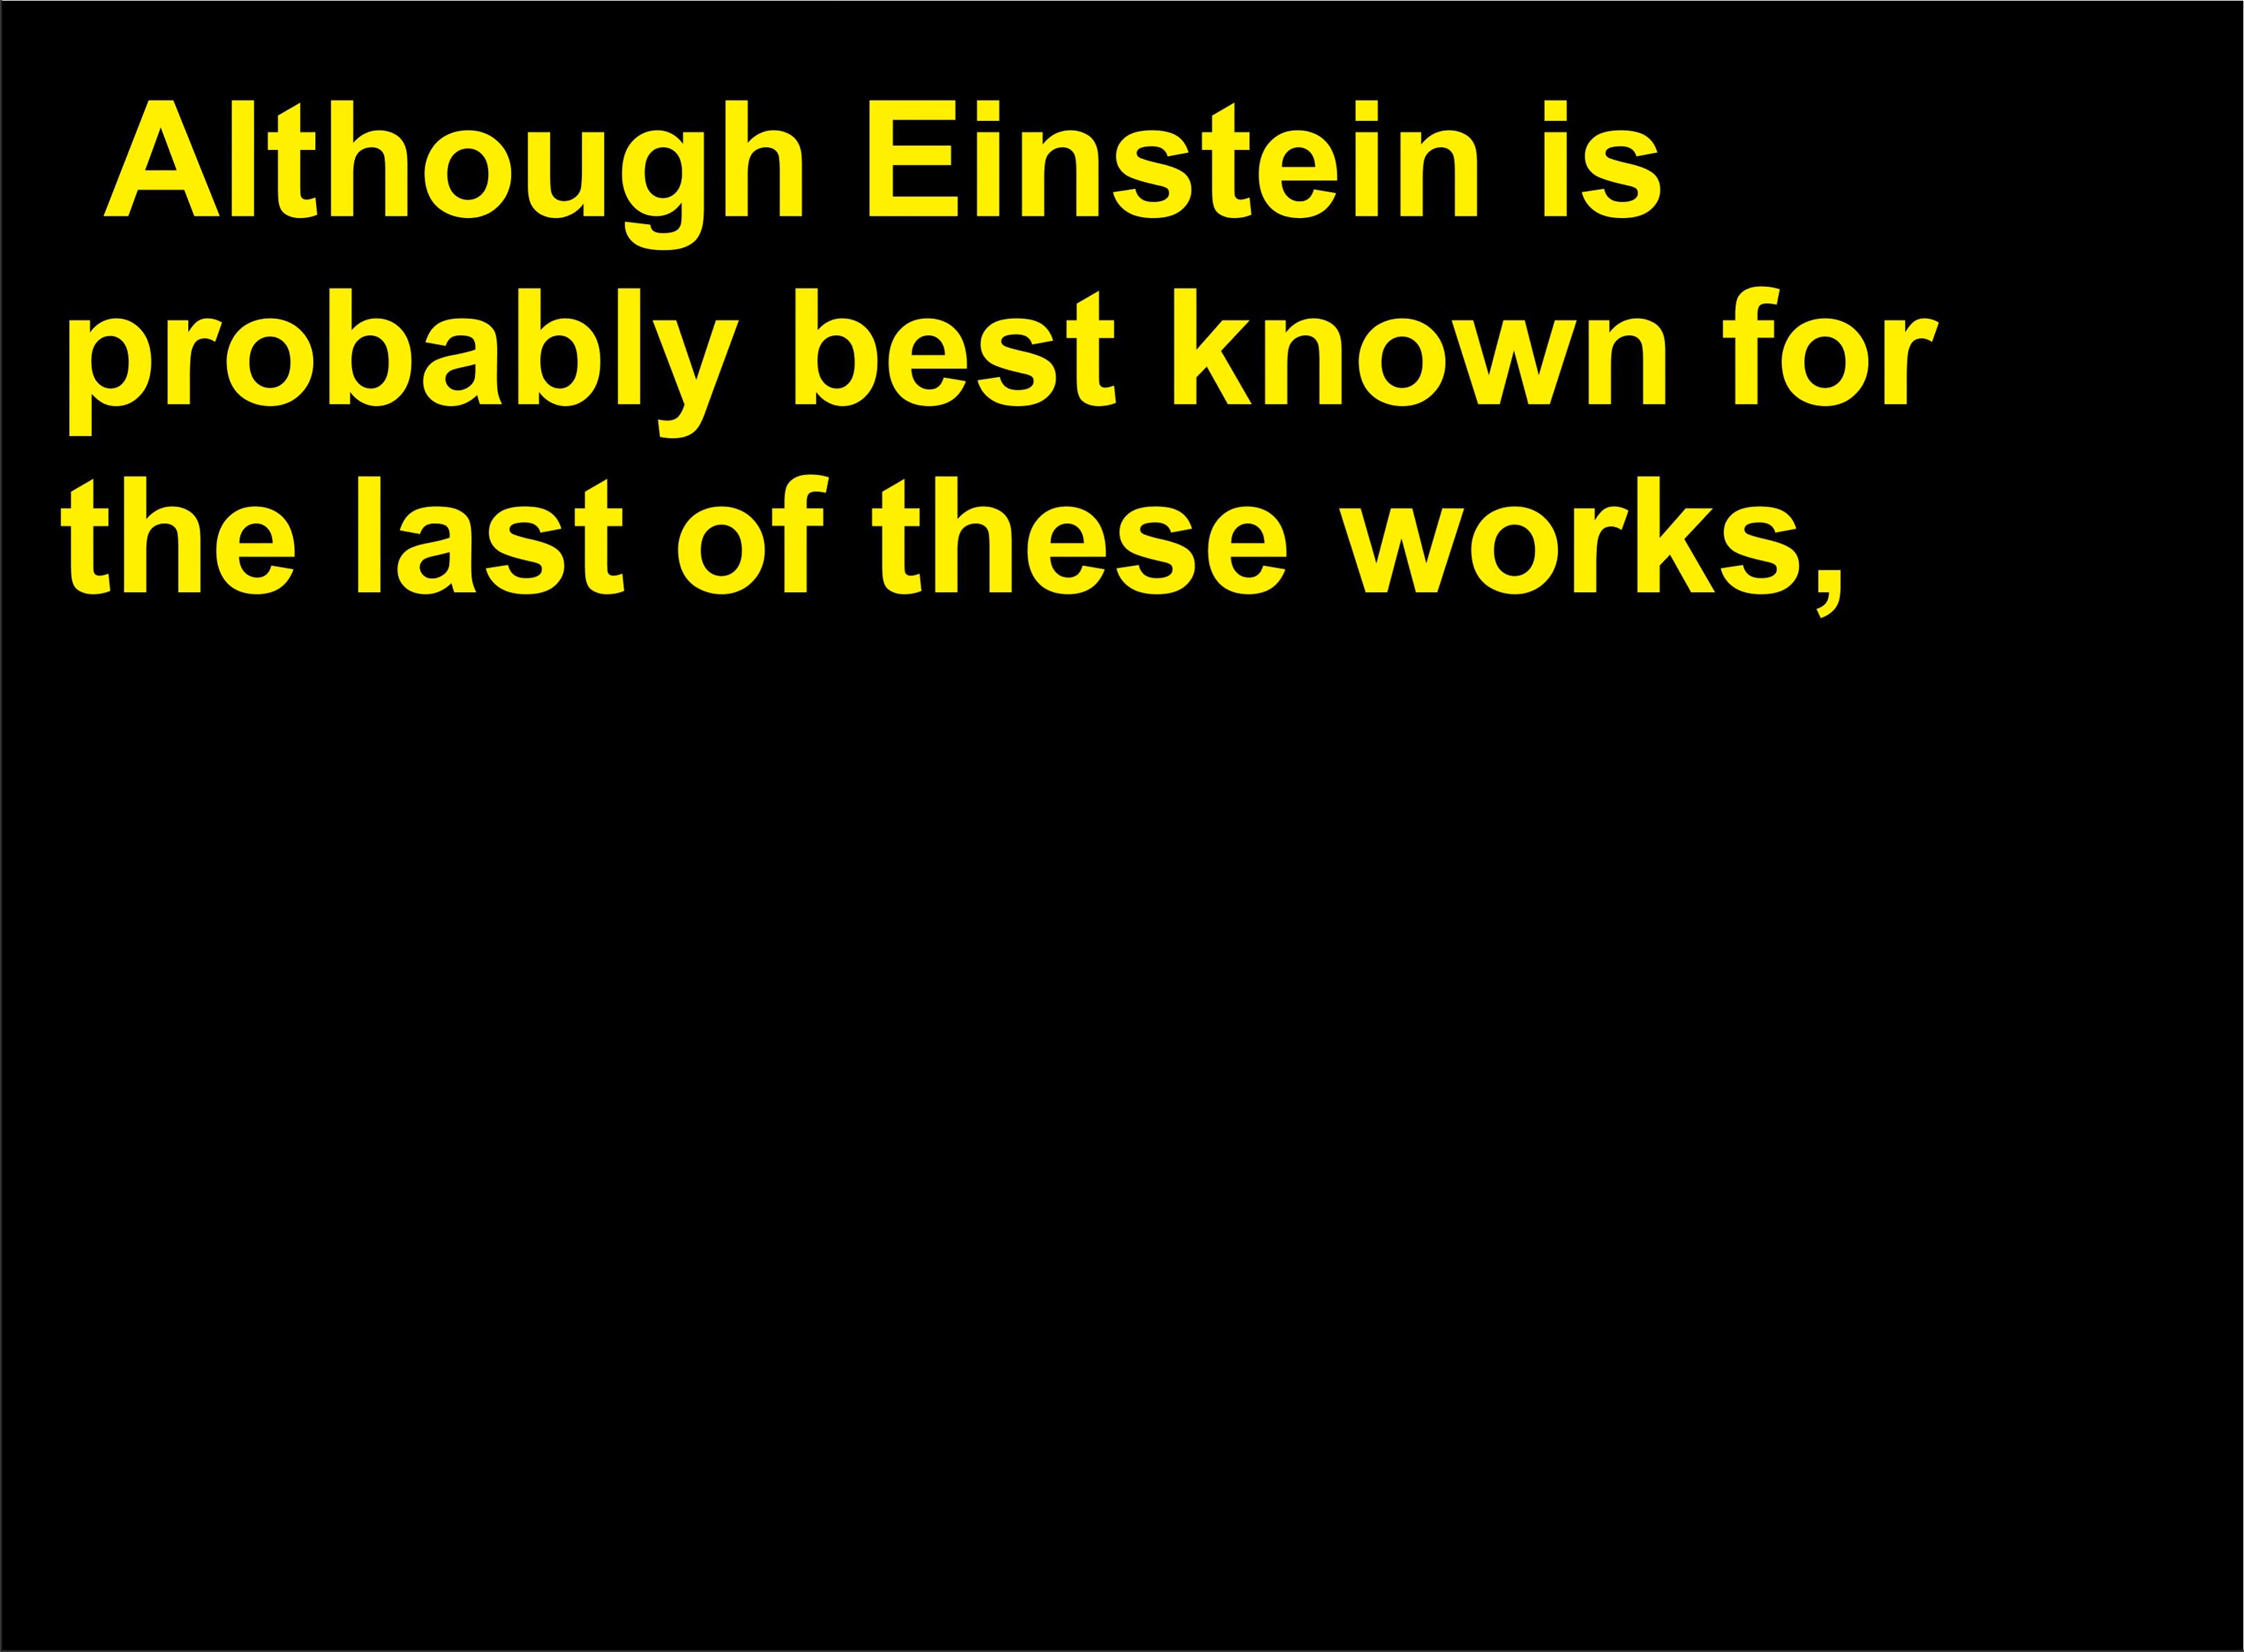 Although Einstein is
probably best known for
the last of these works,